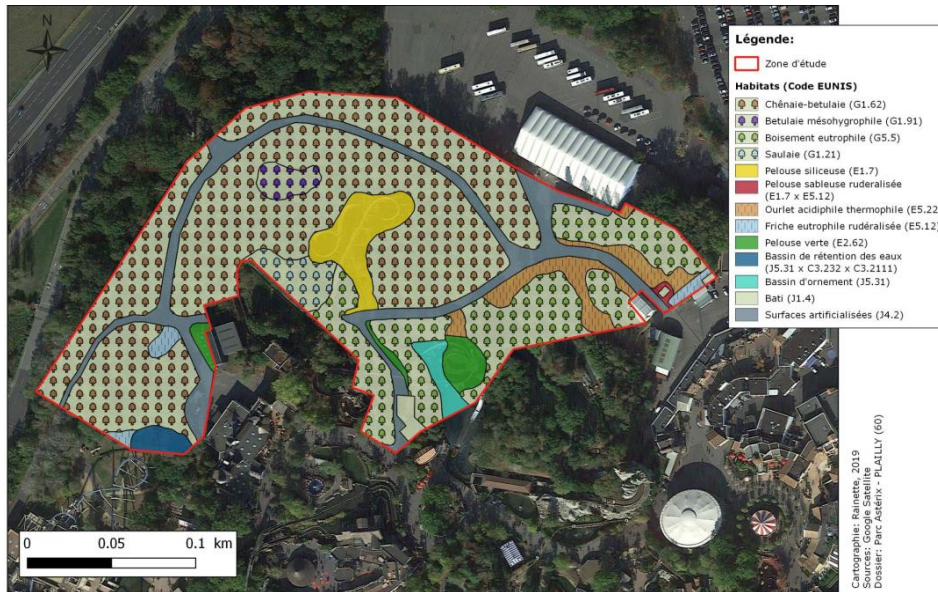 N
Légende:
Zone d'étude
Habitats (Code EUNIS)
Chênaie-betulaie (G1.62)
Betulaie mésohygrophile (G1.91)
Boisement eutrophile (G5.5)
Saulaie (G1.21)
Pelouse siliceuse (E1.7)
Pelouse sableuse ruderalisée
(E1.7 x E5.12)
Ourlet acidiphile thermophile (E5.22)
Friche eutrophile rudéralisée (E5.12)
Pelouse verte (E2.62)
Bassin de rétention des eaux
(J5.31 x C3.232 x C3.2111)
Bassin d'ornement (J5.31)
Bati (J1.4)
Surfaces artificialisées (J4.2)
0 0.05 0.1 km
Cartographie: Rainette, 2019
Sources: Google Satellite
Dossier: Parc Astérix - PLAILLY (60)